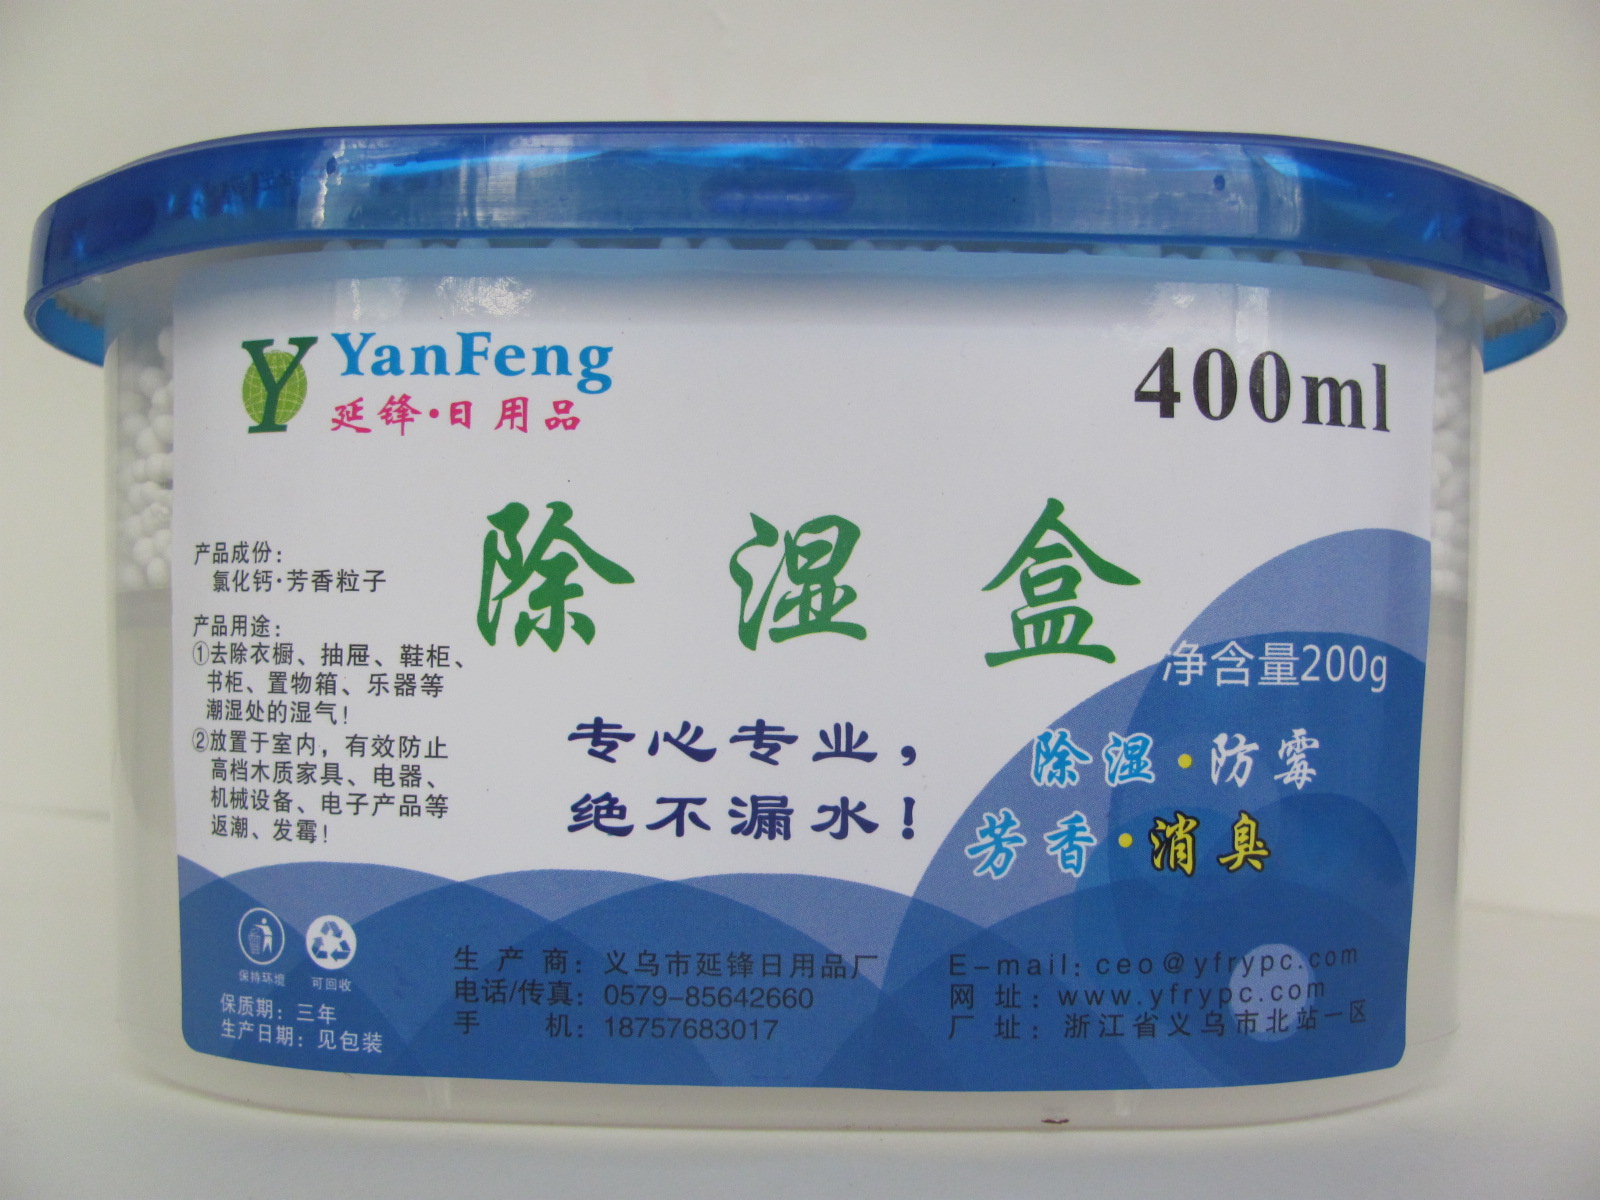 YanFeng
延锋·日用品
400ml
除湿盒
产品成份：
氯化钙·芳香粒子
产品用途：
①去除衣橱、抽屉、鞋柜、
书柜、置物箱、乐器等
潮湿处的湿气！
②放置于室内，有效防止
高档木质家具、电器、
机械设备、电子产品等
返潮、发霉！
专心专业，
绝不漏水！
净含量200g
除湿·防霉
芳香·消臭
保特环境
可回收
保质期：三年
生产日期：见包装
生产商：义乌市延锋日用品厂
电话/传真：0579-85642660
手机：18757683017
E-mail: ceo@yfrypc.com
网址：www.yfrypc.com
厂址：浙江省义乌市北站一区